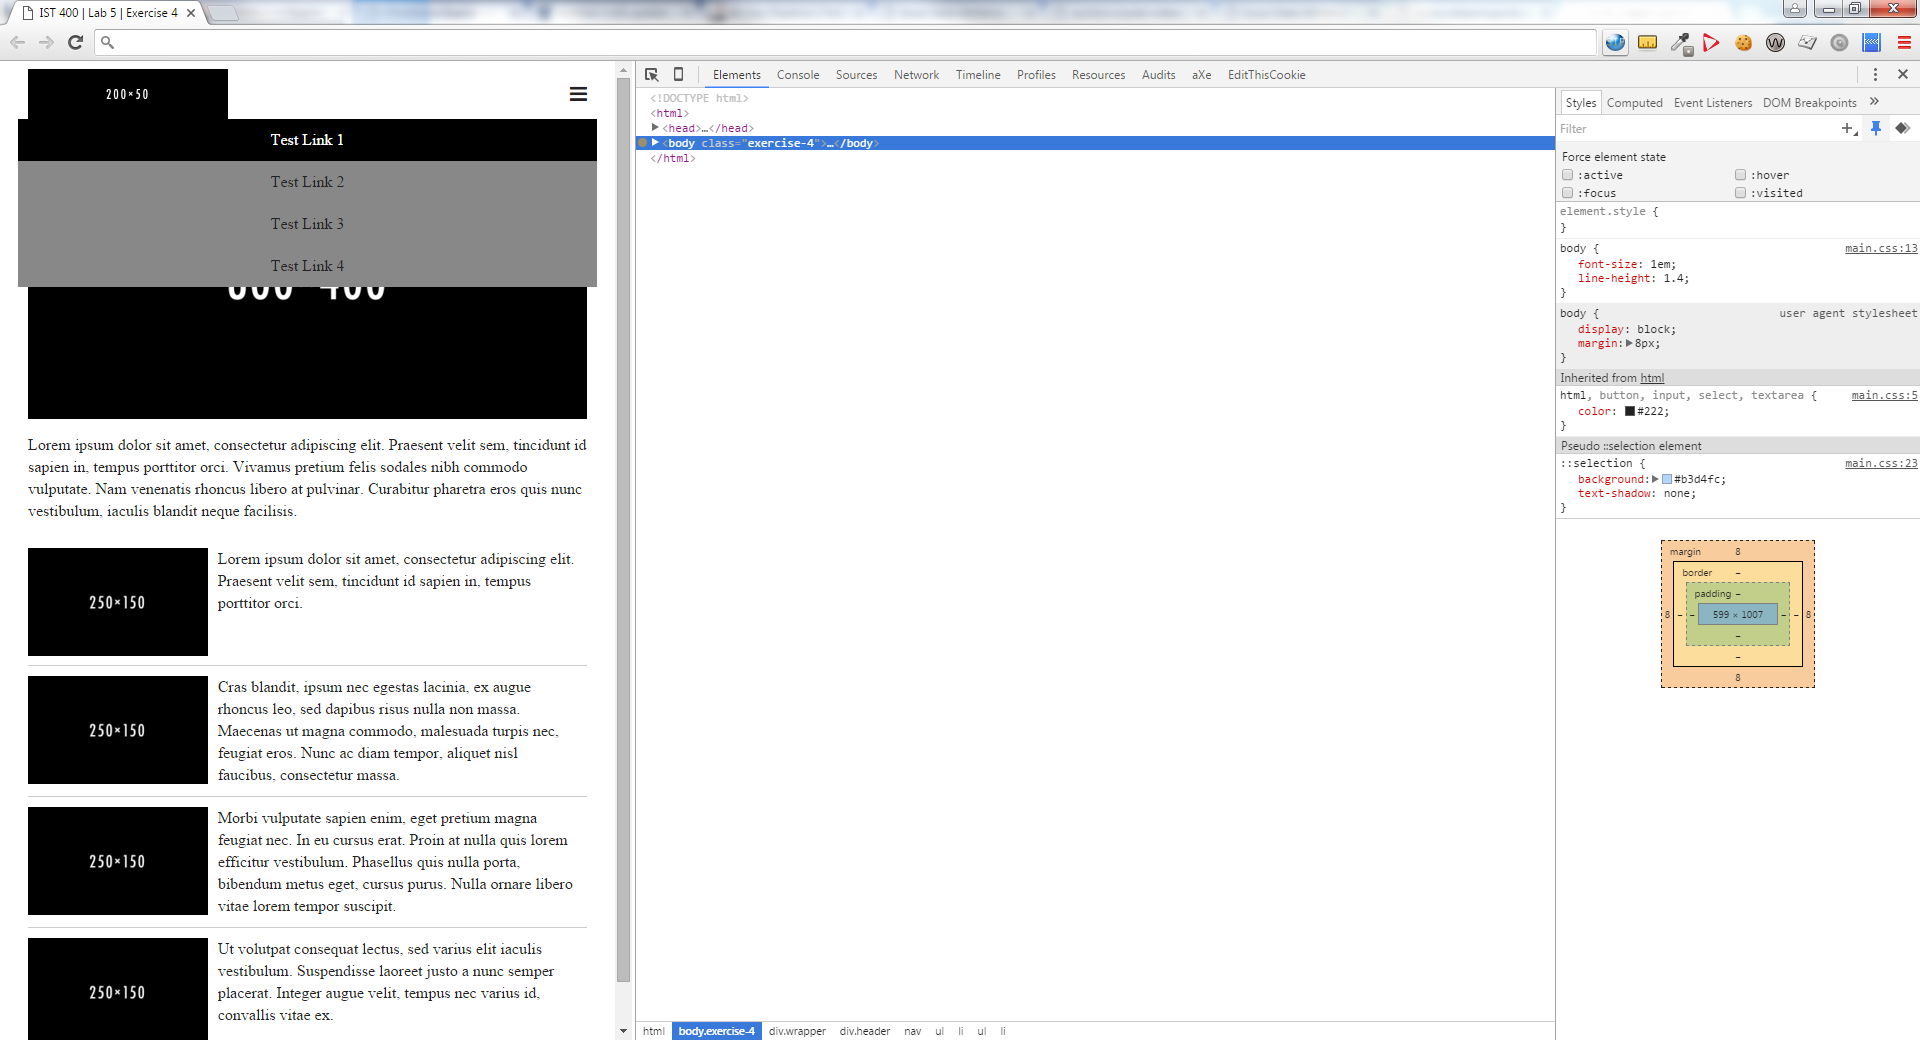 IST 400 | Lab 5 | Exercise 4
200×50
Test Link 1
Test Link 2
Test Link 3
Test Link 4
Lorem ipsum dolor sit amet, consectetur adipiscing elit. Praesent velit sem, tincidunt id
sapien in, tempus porttitor orci. Vivamus pretium felis sodales nibh commodo
vulputate. Nam venenatis rhoncus libero at pulvinar. Curabitur pharetra eros quis nunc
vestibulum, iaculis blandit neque facilisis.
250×150
Lorem ipsum dolor sit amet, consectetur adipiscing elit.
Praesent velit sem, tincidunt id sapien in, tempus
porttitor orci.
250×150
Cras blandit, ipsum nec egestas lacinia, ex augue
rhoncus leo, sed dapibus risus nulla non massa.
Maecenas ut magna commodo, malesuada turpis nec,
feugiat eros. Nunc ac diam tempor, aliquet nisl
faucibus, consectetur massa.
250×150
Morbi vulputate sapien enim, eget pretium magna
feugiat nec. In eu cursus erat. Proin at nulla quis lorem
efficitur vestibulum. Phasellus quis nulla porta,
bibendum metus eget, cursus purus. Nulla ornare libero
vitae lorem tempor suscipit.
250×150
Ut volutpat consequat lectus, sed varius elit iaculis
vestibulum. Suspendisse laoreet justo a nunc semper
placerat. Integer augue velit, tempus nec varius id,
convallis vitae ex.
Elements Console Sources Network Timeline Profiles Resources Audits aXe EditThisCookie
<!DOCTYPE html>
<html>
<head>…</head>
<body class="exercise-4">…</body>
</html>
html body.exercise-4 div.wrapper div.header nav ul li ul li
Styles Computed Event Listeners DOM Breakpoints »
Filter
Force element state
:active :hover
:focus :visited
element.style {
}
body { main.css:13
font-size: 1em;
line-height: 1.4;
}
body { user agent stylesheet
display: block;
margin: 8px;
}
Inherited from html
html, button, input, select, textarea { main.css:5
color: #222;
}
Pseudo ::selection element
::selection { main.css:23
background: #b3d4fc;
text-shadow: none;
}
margin 8
border –
padding –
8 – – 599 × 1007 – – 8
–
–
8